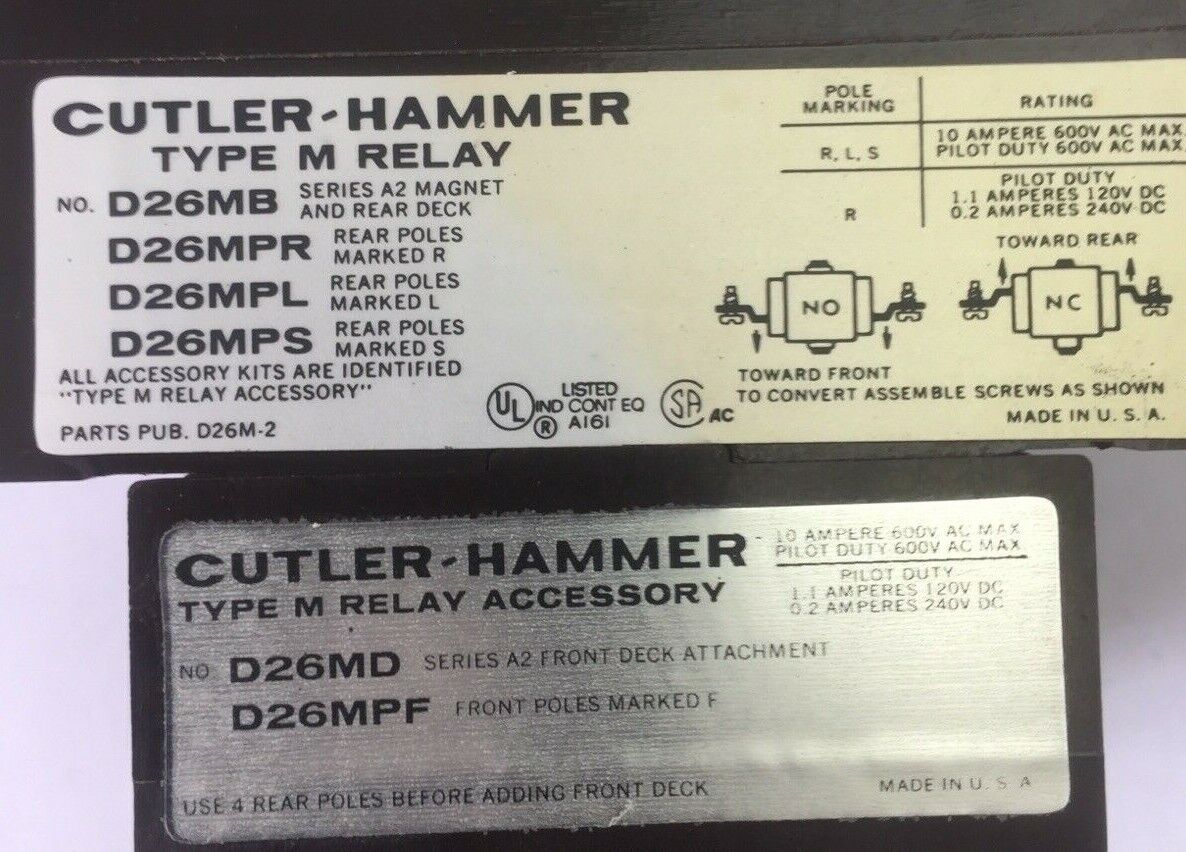 CUTLER-HAMMER
TYPE M RELAY
NO. D26MB SERIES A2 MAGNET
AND REAR DECK
D26MPR REAR POLES
MARKED R
D26MPL REAR POLES
MARKED L
D26MPS REAR POLES
MARKED S
ALL ACCESSORY KITS ARE IDENTIFIED
"TYPE M RELAY ACCESSORY"
PARTS PUB. D26M-2
UL ® LISTED
IND CONT EQ
A161
SA AC
POLE
MARKING
RATING
R, L, S
10 AMPERE 600V AC MAX.
PILOT DUTY 600V AC MAX.
R
PILOT DUTY
1.1 AMPERES 120V DC
0.2 AMPERES 240V DC
TOWARD REAR
NO
NC
TOWARD FRONT
TO CONVERT ASSEMBLE SCREWS AS SHOWN
MADE IN U. S. A.
CUTLER-HAMMER
TYPE M RELAY ACCESSORY
10 AMPERE 600V AC MAX
PILOT DUTY 600V AC MAX
PILOT DUTY
1.1 AMPERES 120V DC
0.2 AMPERES 240V DC
NO. D26MD SERIES A2 FRONT DECK ATTACHMENT
D26MPF FRONT POLES MARKED F
USE 4 REAR POLES BEFORE ADDING FRONT DECK
MADE IN U. S. A